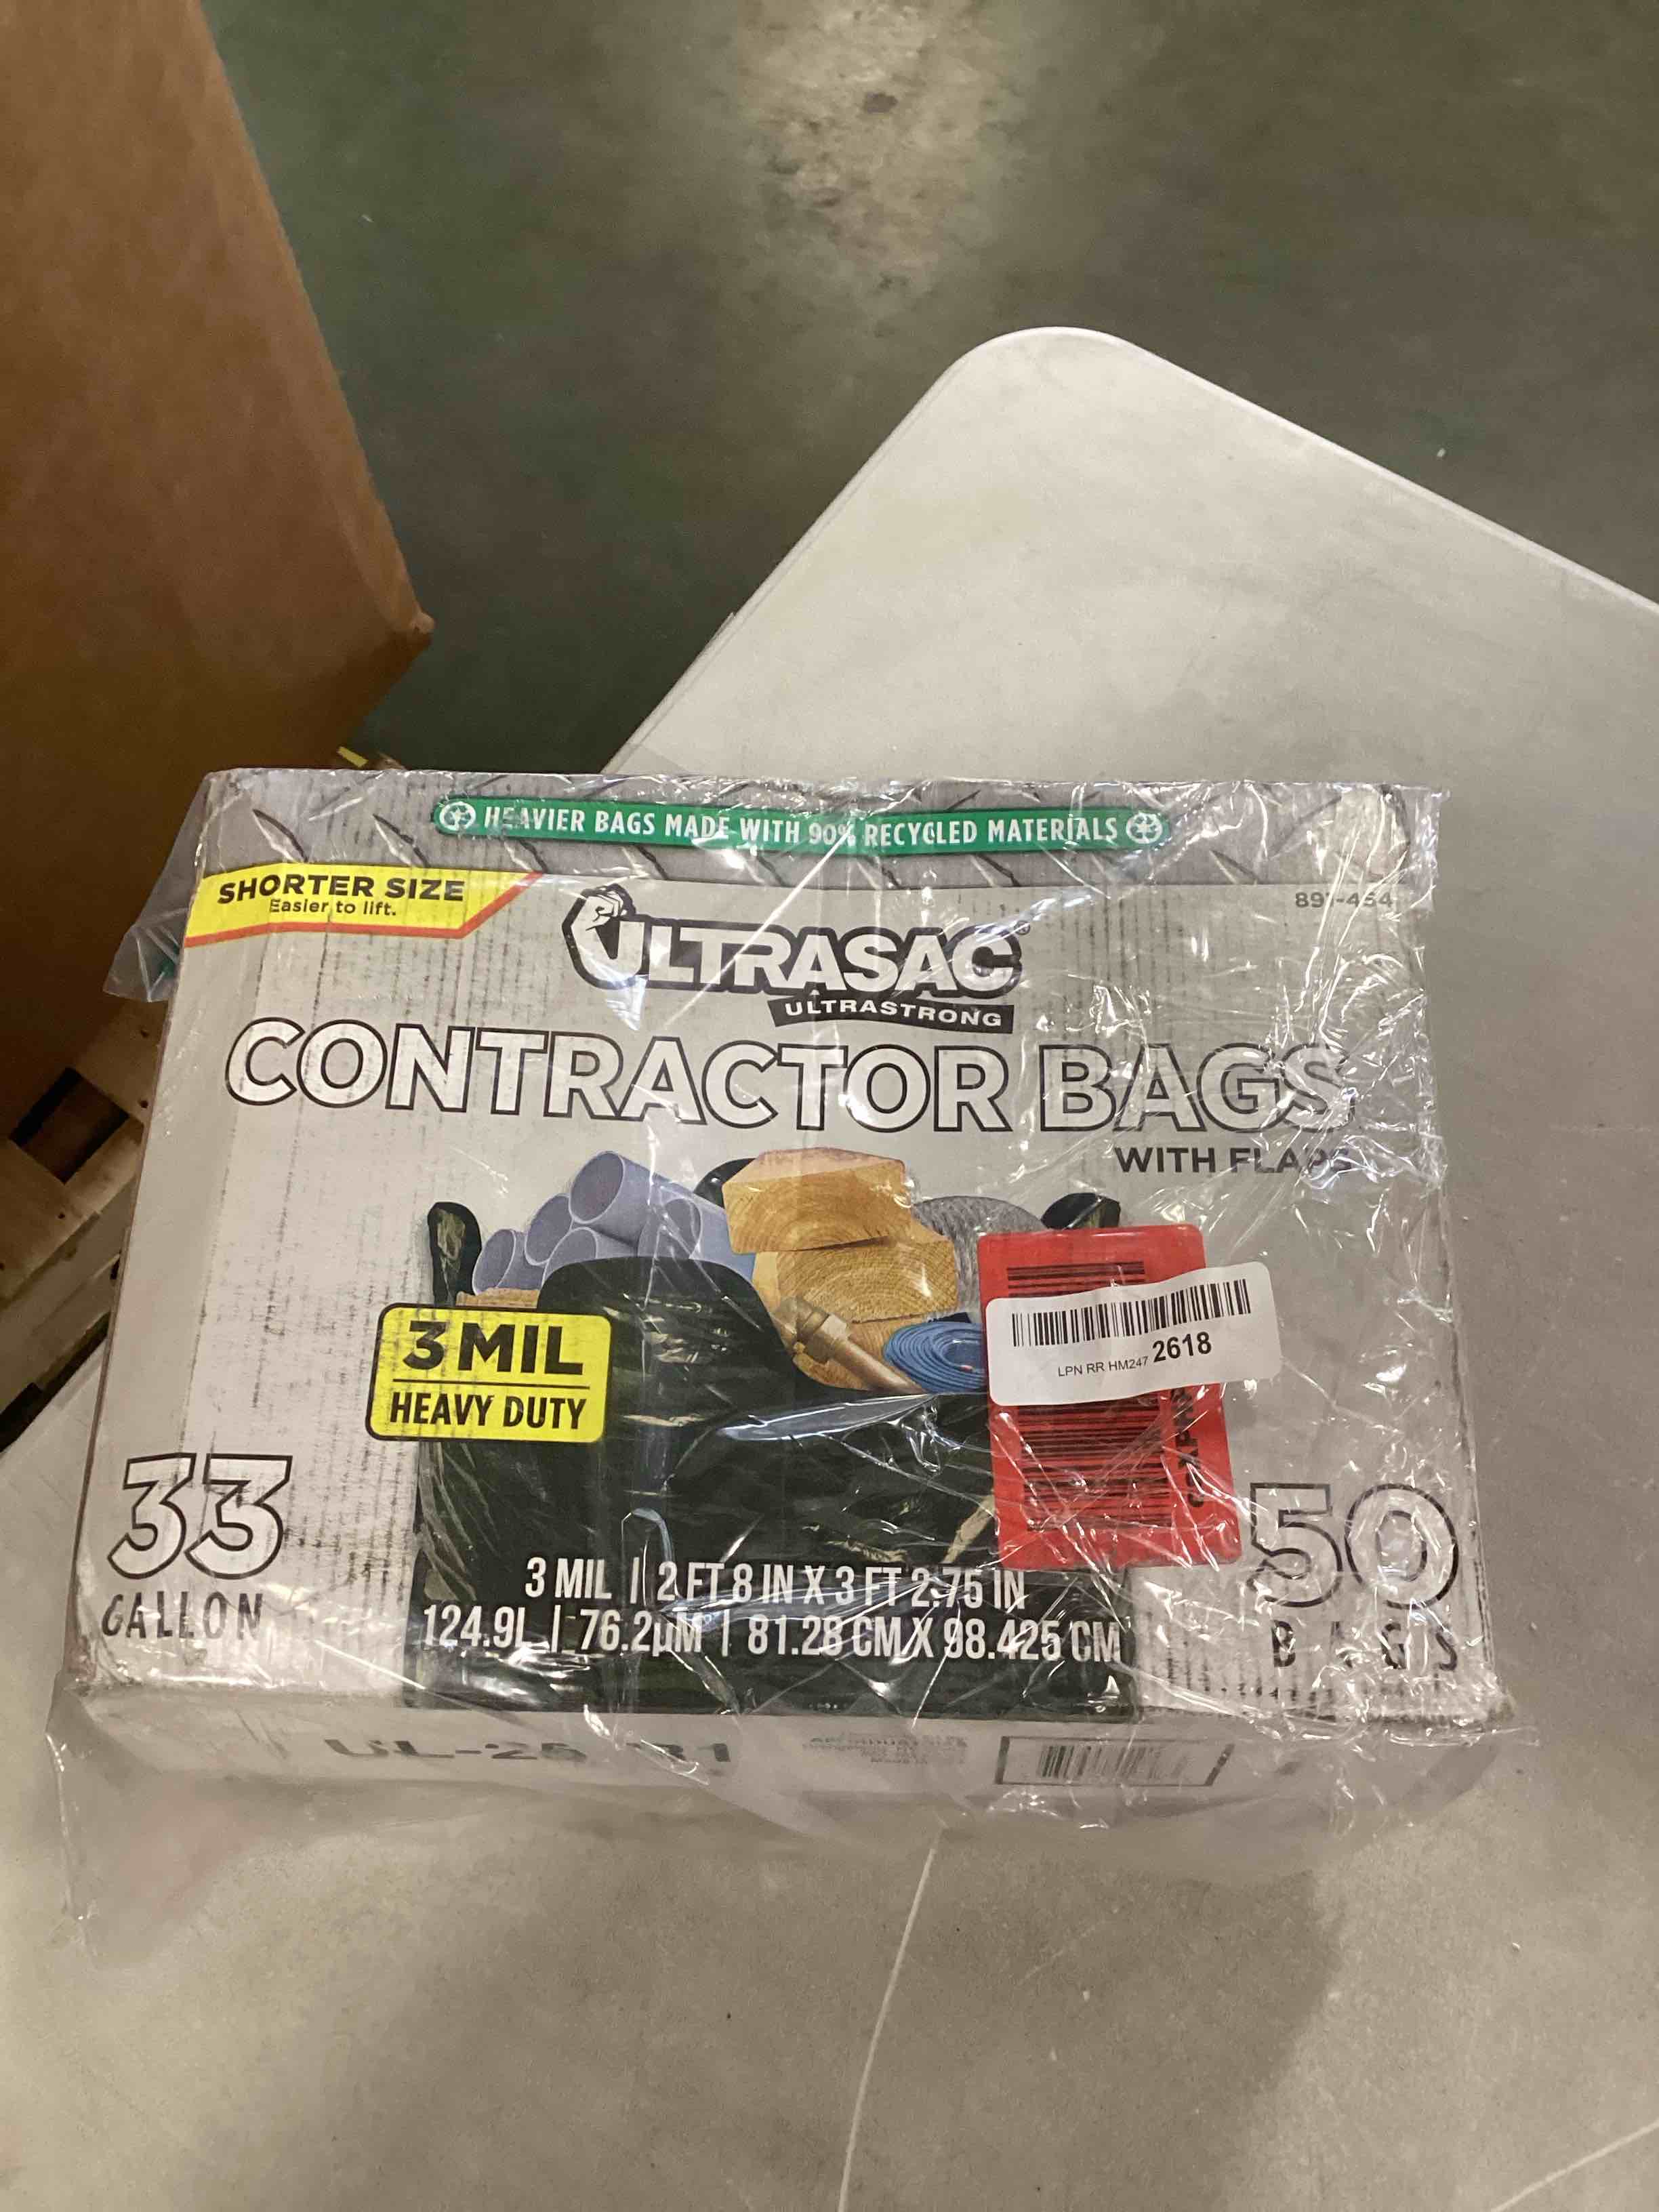 HEAVIER BAGS MADE WITH 90% RECYCLED MATERIALS
SHORTER SIZE
Easier to lift.
ULTRASAC®
ULTRASTRONG
CONTRACTOR BAGS
WITH FLAPS
3 MIL
HEAVY DUTY
LPN RR HM247 2618
33
GALLON
50
BAGS
3 MIL | 2 FT 8 IN X 3 FT 2.75 IN
124.9L | 76.2µM | 81.28 CM X 98.425 CM